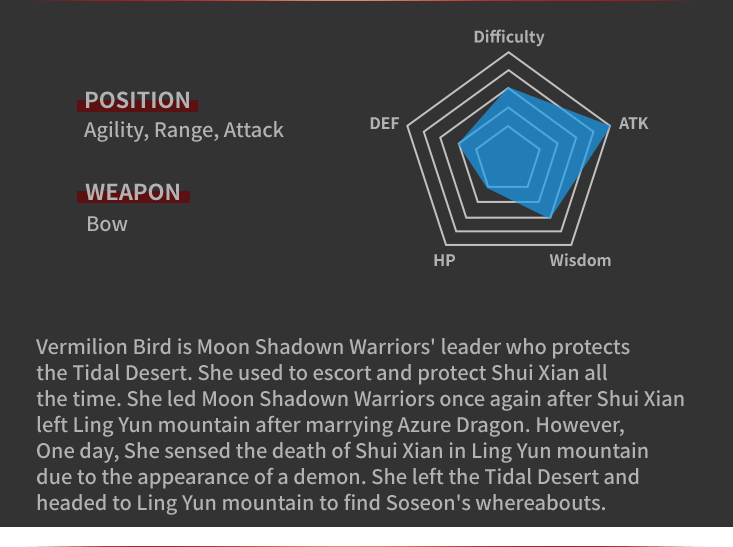 Difficulty
POSITION
DEF
ATK
Agility, Range, Attack
WEAPON
Bow
HP
Wisdom
Vermilion Bird is Moon Shadown Warriors' leader who protects
the Tidal Desert. She used to escort and protect Shui Xian all
the time. She led Moon Shadown Warriors once again after Shui Xian
left Ling Yun mountain after marrying Azure Dragon. However,
One day, She sensed the death of Shui Xian in Ling Yun mountain
due to the appearance of a demon. She left the Tidal Desert and
headed to Ling Yun mountain to find Soseon's whereabouts.